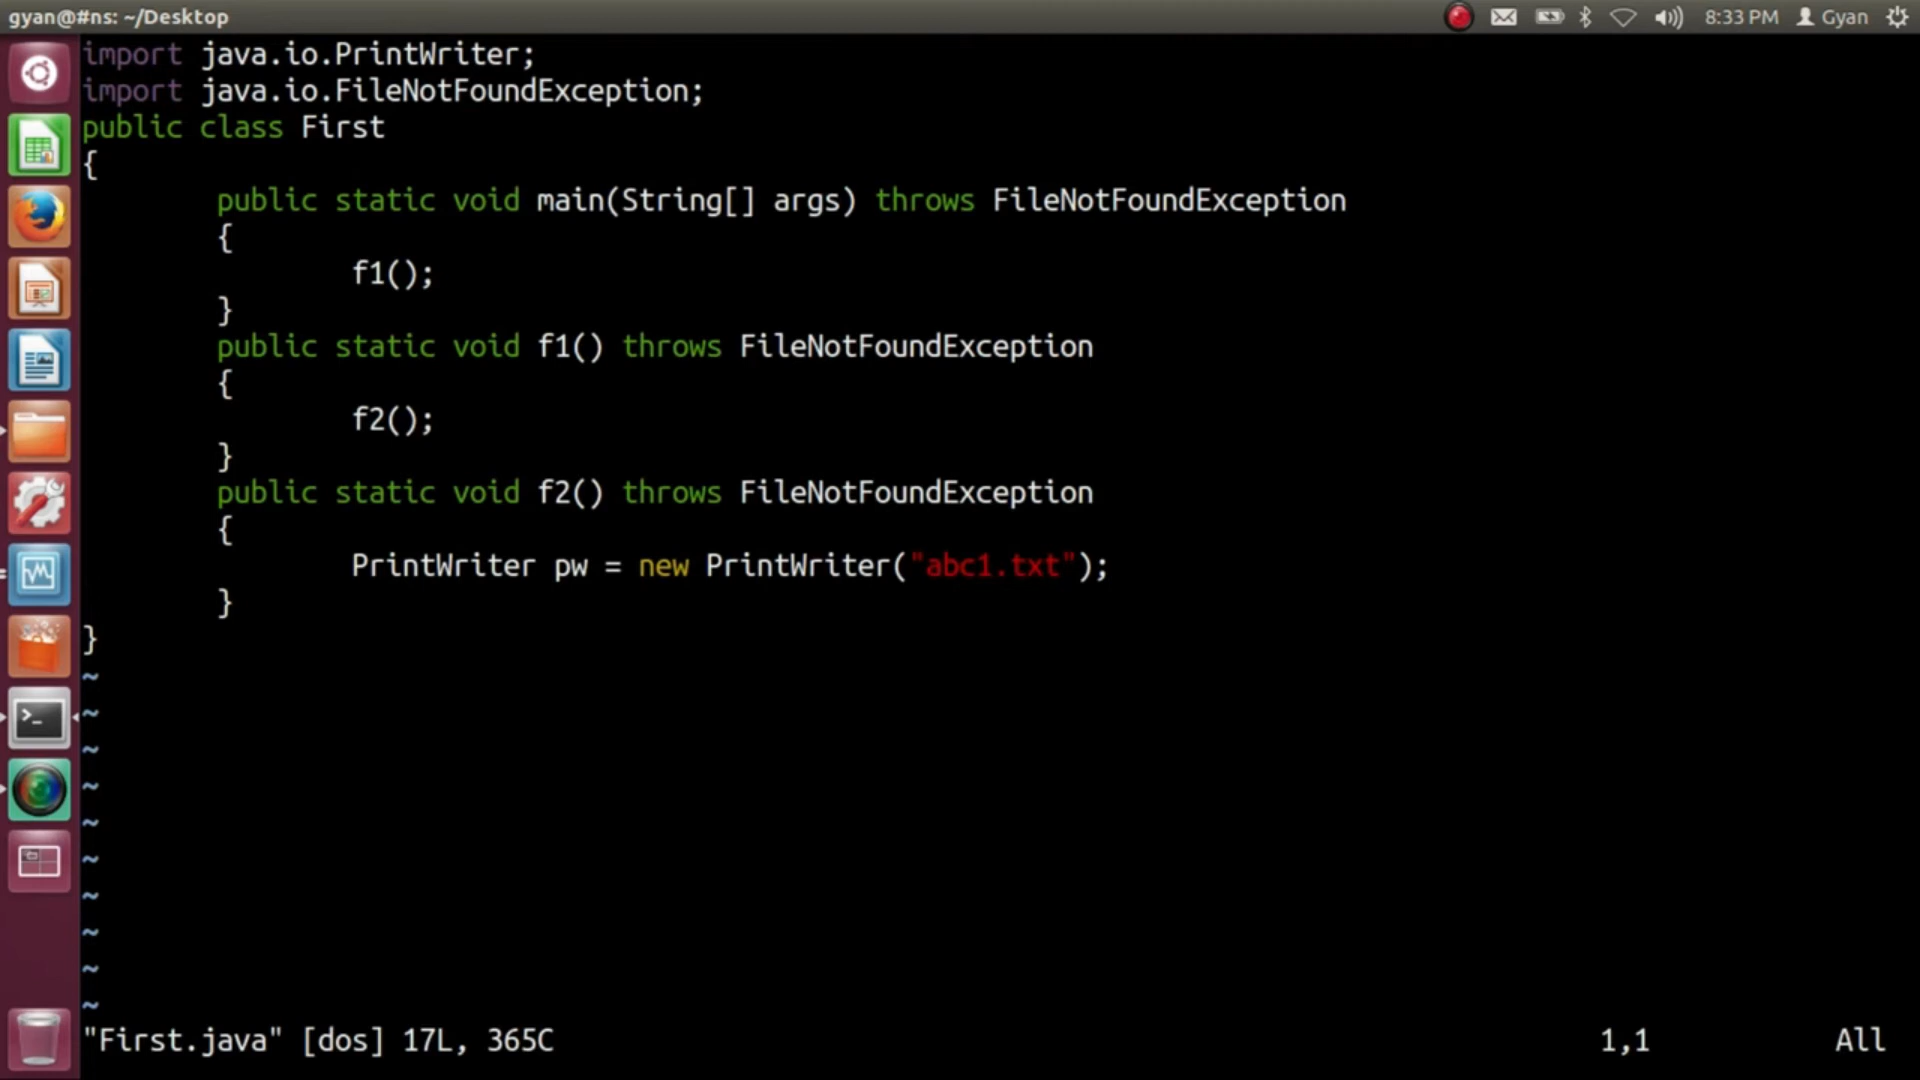 gyan@#ns: ~/Desktop
8:33 PM
Gyan
import java.io.PrintWriter;
import java.io.FileNotFoundException;
public class First
{
        public static void main(String[] args) throws FileNotFoundException
        {
                f1();
        }
        public static void f1() throws FileNotFoundException
        {
                f2();
        }
        public static void f2() throws FileNotFoundException
        {
                PrintWriter pw = new PrintWriter("abc1.txt");
        }
}
~
~
~
~
~
~
~
~
~
~
"First.java" [dos] 17L, 365C 1,1 All